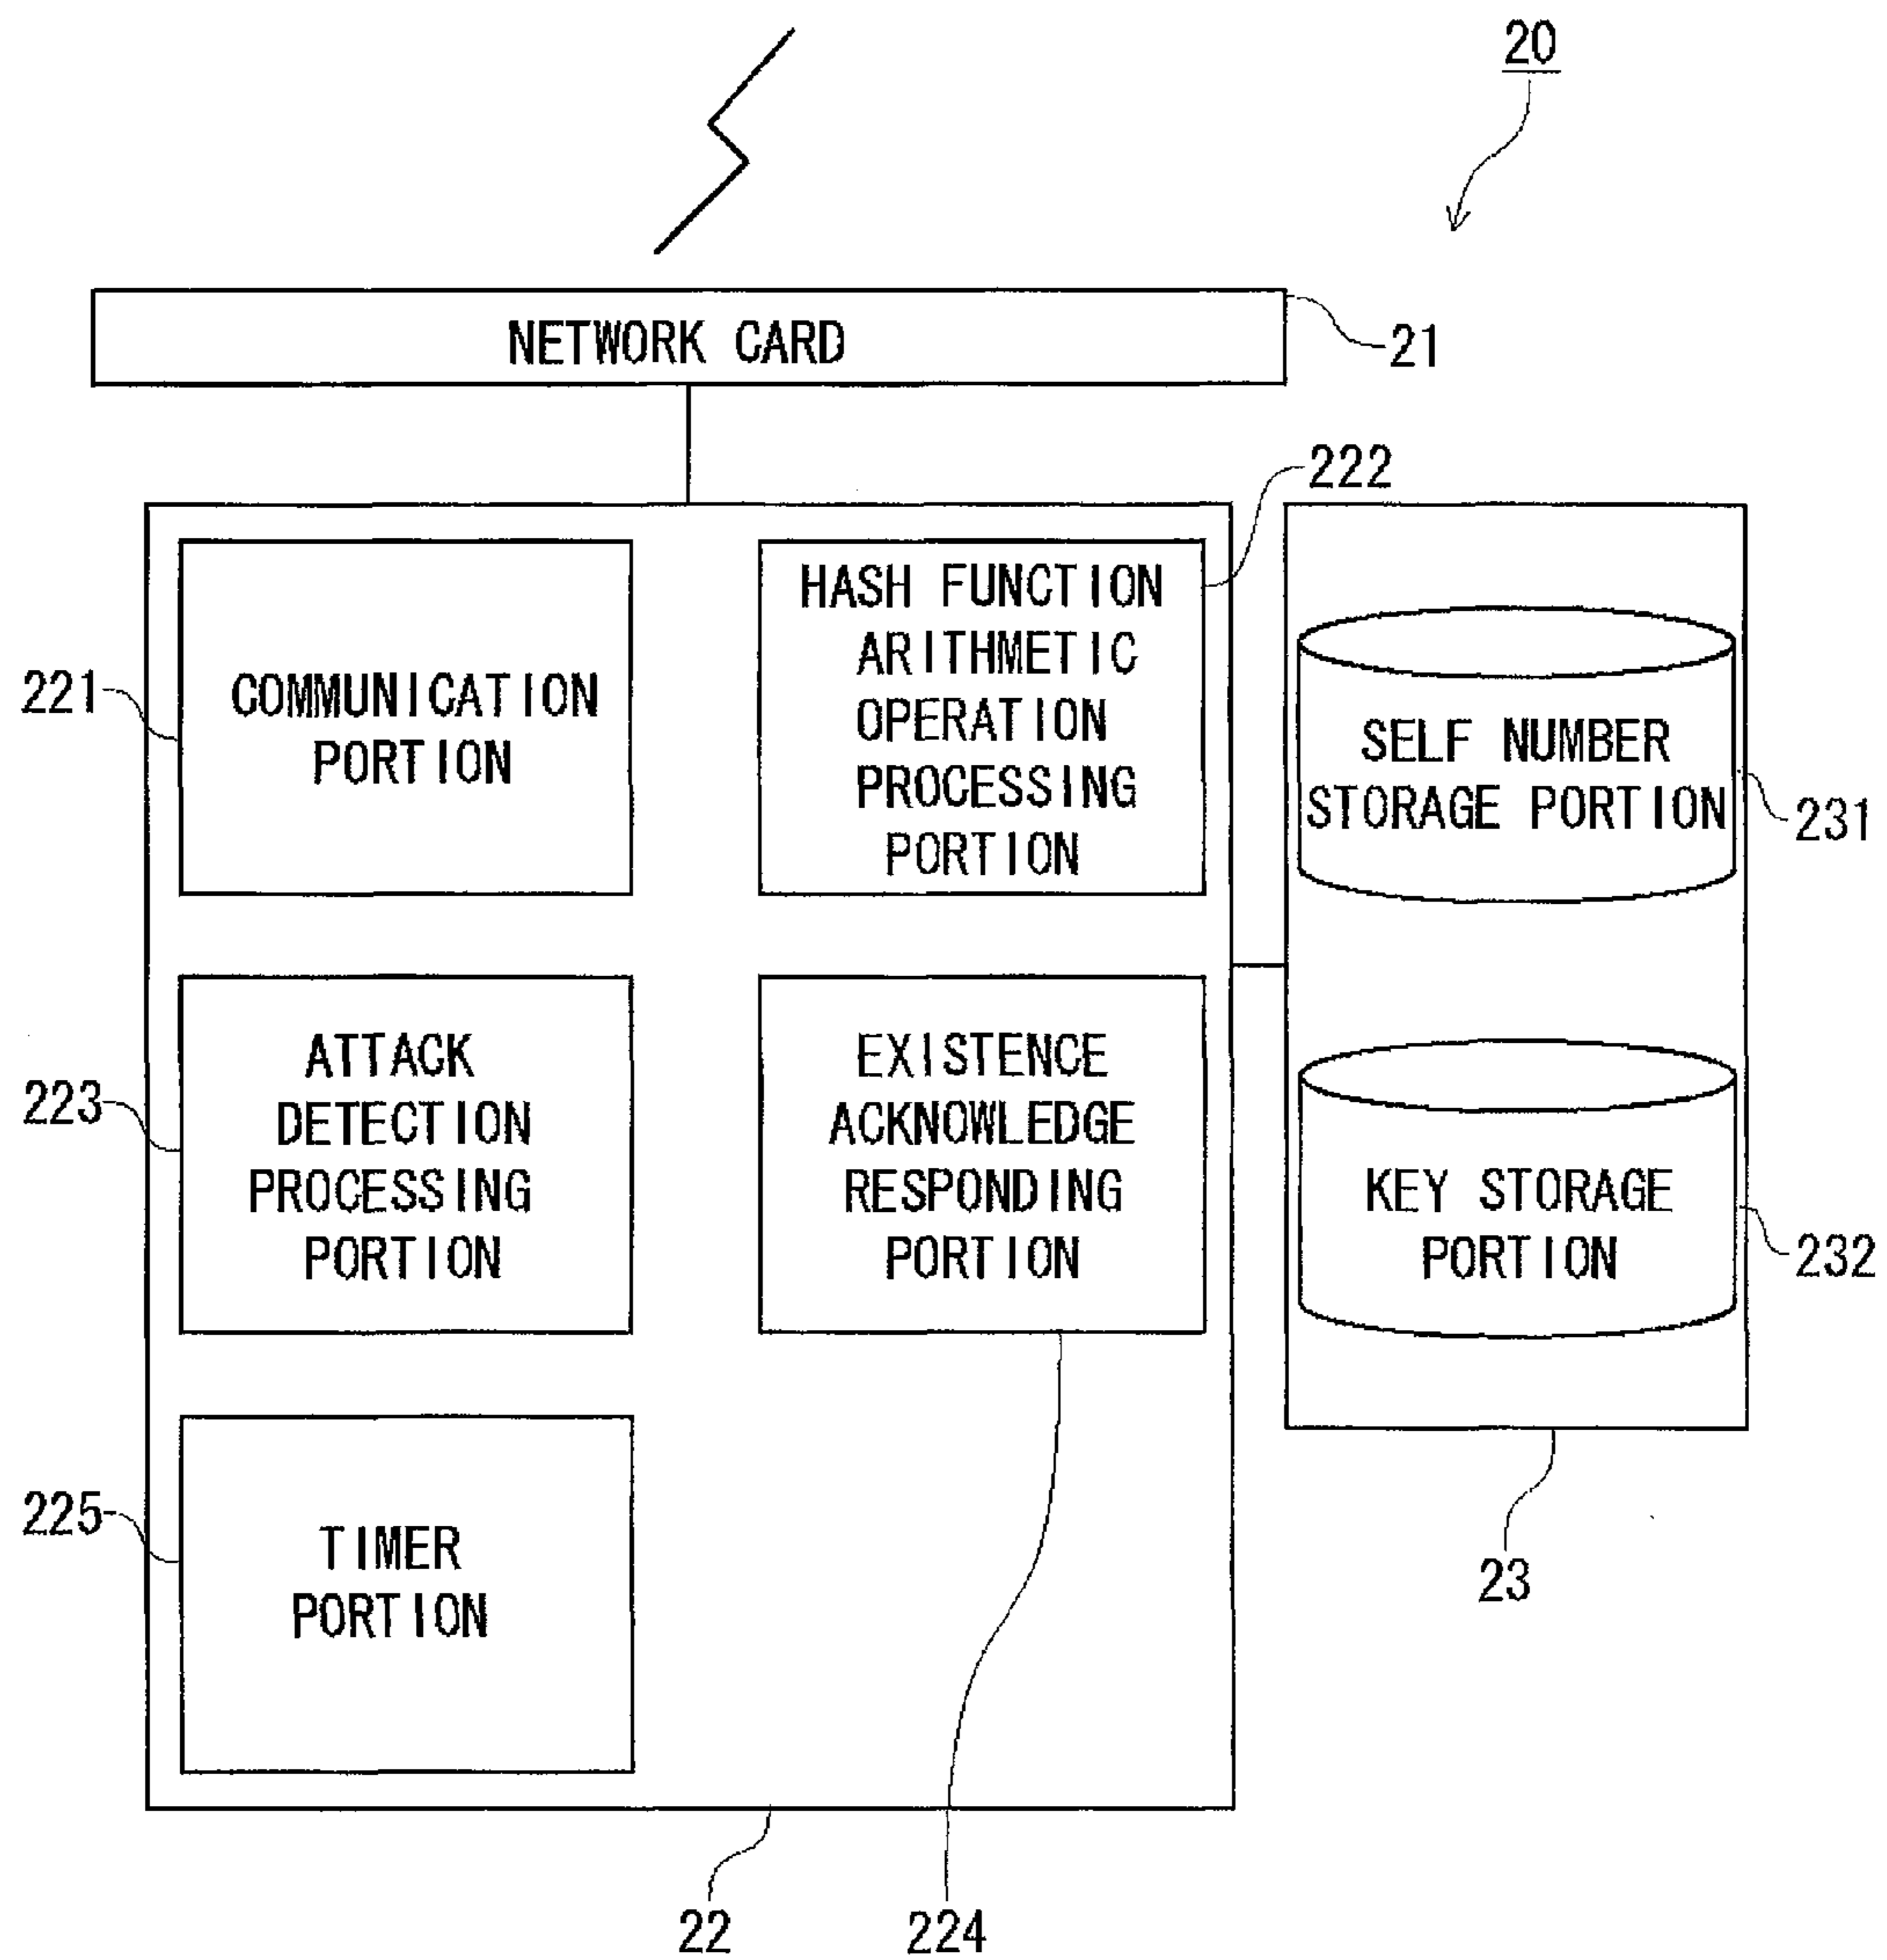 20
NETWORK CARD
21
222
COMMUNICATION
PORTION
221
HASH FUNCTION
ARITHMETIC
OPERATION
PROCESSING
PORTION
SELF NUMBER
STORAGE PORTION
231
ATTACK
DETECTION
PROCESSING
PORTION
223
EXISTENCE
ACKNOWLEDGE
RESPONDING
PORTION
KEY STORAGE
PORTION
232
225
TIMER
PORTION
23
22
224